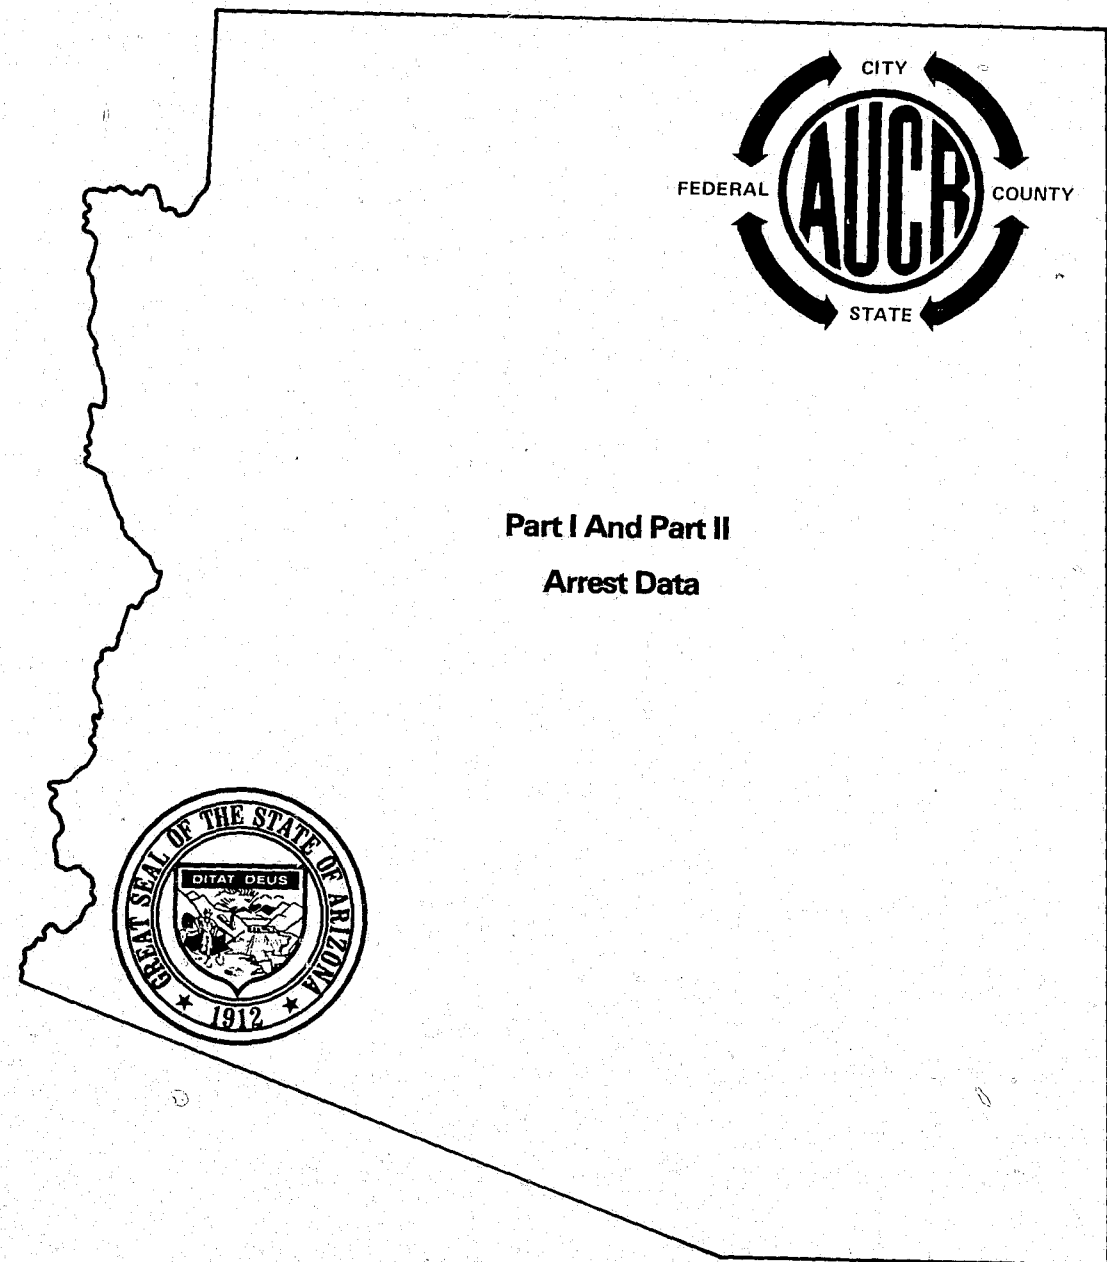 CITY
FEDERAL
AUCR
COUNTY
STATE
Part I And Part II
Arrest Data
GREAT SEAL OF THE STATE OF ARIZONA
DITAT DEUS
1912